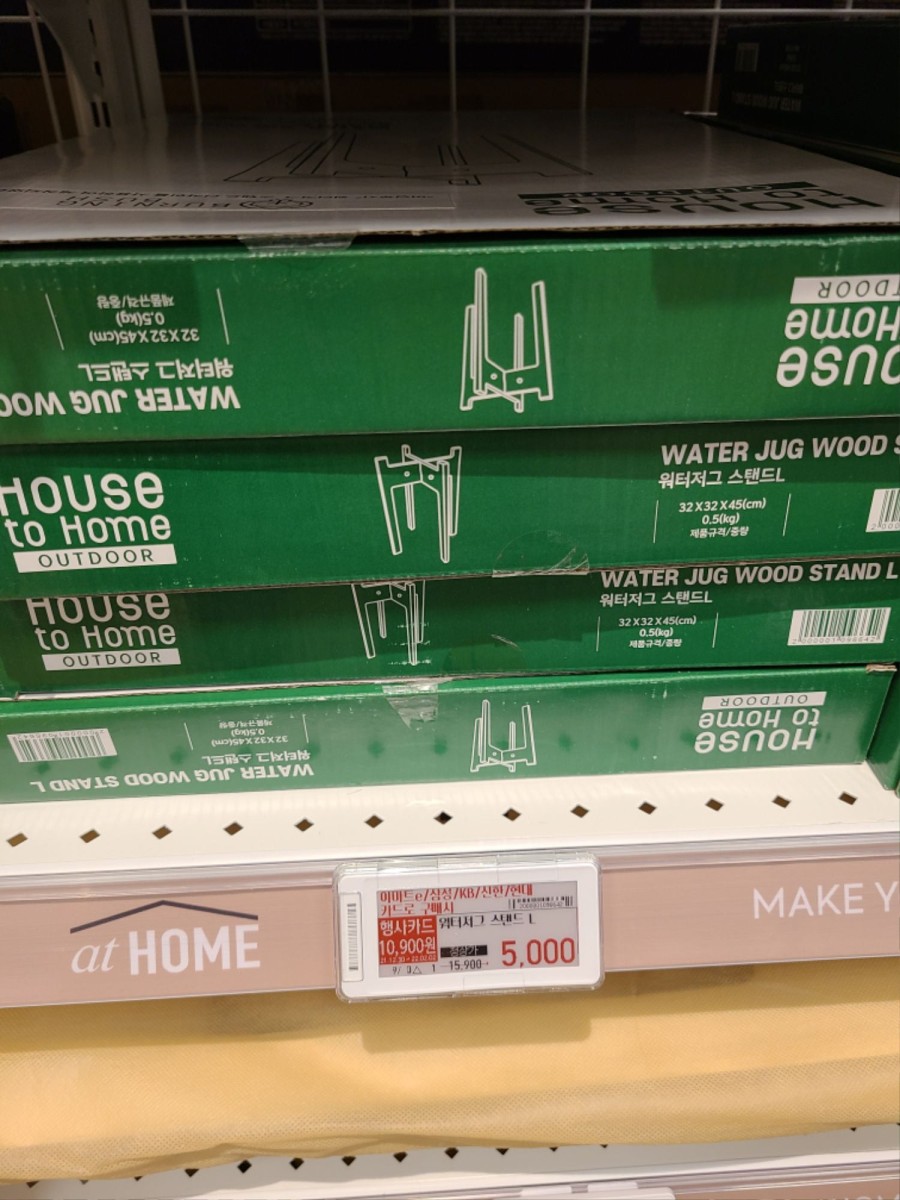 HOUSE
to Home
OUTDOOR
BURNING
WATER JUG WOO
워터저그 스탠드L
32X32X45(cm)
0.5(kg)
제품규격/중량
HOUSE
to Home
OUTDOOR
WATER JUG WOOD S
워터저그 스탠드L
32X32X45(cm)
0.5(kg)
제품규격/중량
HOUSE
to Home
OUTDOOR
WATER JUG WOOD STAND L
워터저그 스탠드L
32X32X45(cm)
0.5(kg)
제품규격/중량
HOUSE
to Home
OUTDOOR
WATER JUG WOOD STAND L
워터저그 스탠드L
32X32X45(cm)
0.5(kg)
제품규격/중량
HOUSE
to Home
OUTDOOR
at HOME
이마트e/삼성/KB/신한/현대
카드로 구매시
행사카드
10,900원
워터저그 스탠드 L
정상가
15,900→
5,000
MAKE Y